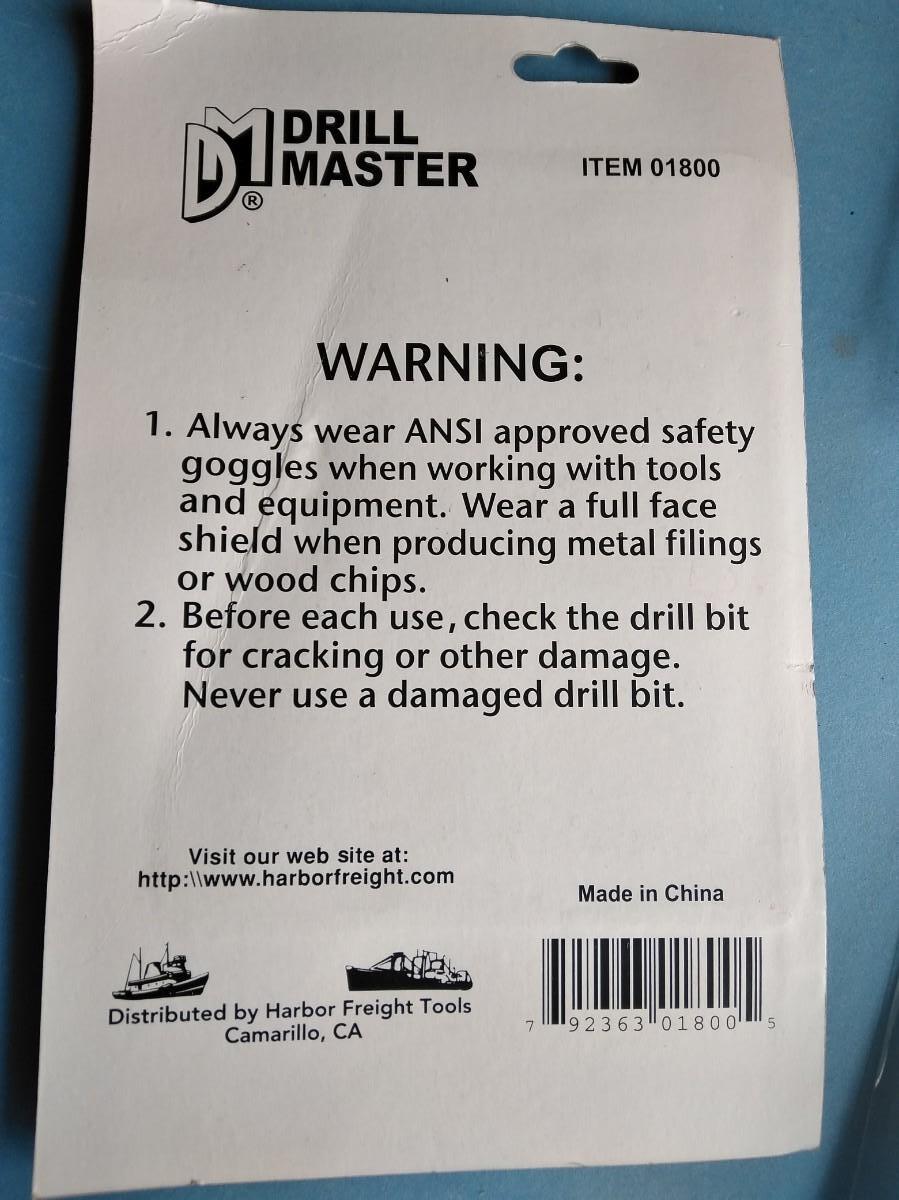 DM®
DRILL
MASTER
ITEM 01800
WARNING:
1. Always wear ANSI approved safety
goggles when working with tools
and equipment. Wear a full face
shield when producing metal filings
or wood chips.
2. Before each use, check the drill bit
for cracking or other damage.
Never use a damaged drill bit.
Visit our web site at:
http:\\www.harborfreight.com
Made in China
Distributed by Harbor Freight Tools
Camarillo, CA
7 92363 01800 5